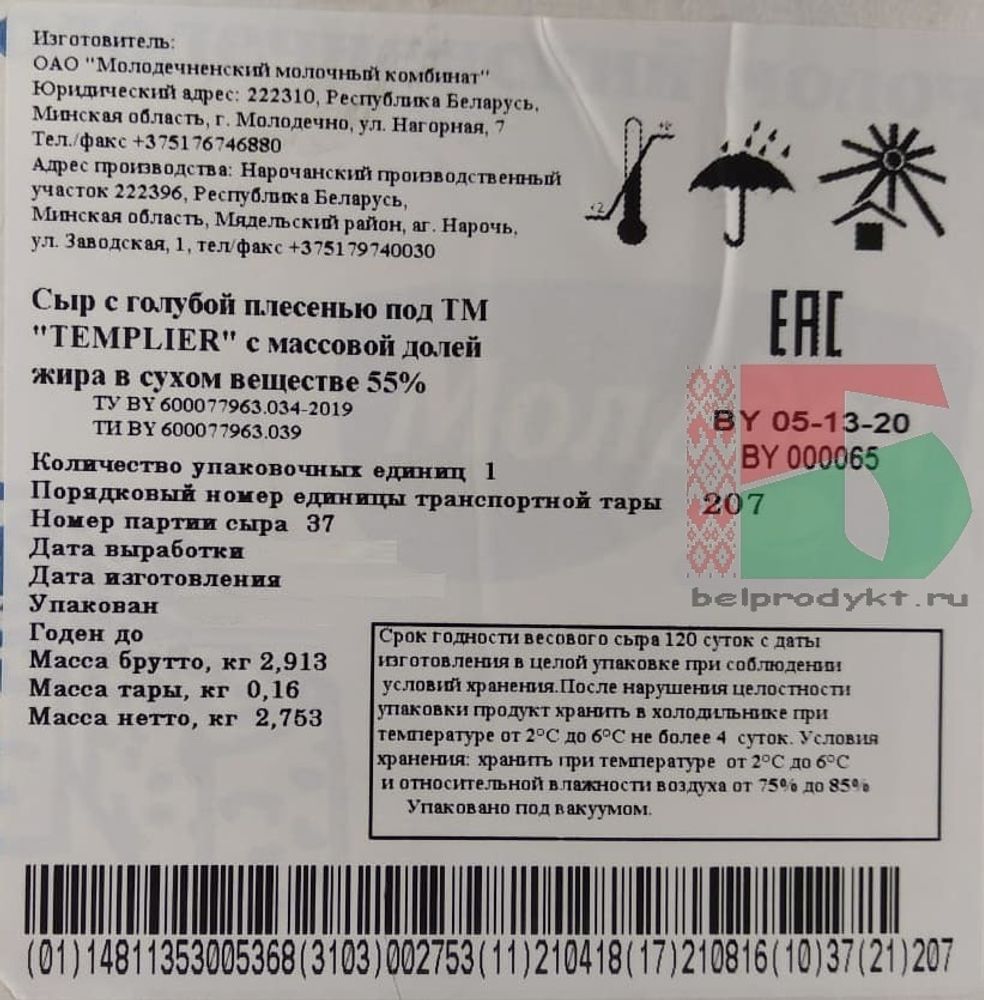 Изготовитель:
ОАО "Молодечненский молочный комбинат"
Юридический адрес: 222310, Республика Беларусь,
Минская область, г. Молодечно, ул. Нагорная, 7
Тел./факс +375176746880
Адрес производства: Нарочанский производственный
участок 222396, Республика Беларусь,
Минская область, Мядельский район, аг. Нарочь,
ул. Заводская, 1, тел/факс +375179740030
+2
Сыр с голубой плесенью под ТМ
"TEMPLIER" с массовой долей
жира в сухом веществе 55%
ТУ BY 600077963.034-2019
ТИ BY 600077963.039
EAC
BY 05-13-20
BY 000065
Количество упаковочных единиц 1
Порядковый номер единицы транспортной тары 207
Номер партии сыра 37
Дата выработки
Дата изготовления
Упакован
Годен до
Масса брутто, кг 2,913
Масса тары, кг 0,16
Масса нетто, кг 2,753
belprodykt.ru
Срок годности весового сыра 120 суток с даты
изготовления в целой упаковке при соблюдении
условий хранения.После нарушения целостности
упаковки продукт хранить в холодильнике при
температуре от 2°С до 6°С не более 4 суток. Условия
хранения: хранить при температуре от 2°С до 6°С
и относительной влажности воздуха от 75% до 85%
Упаковано под вакуумом.
(01)14811353005368(3103)002753(11)210418(17)210816(10)37(21)207